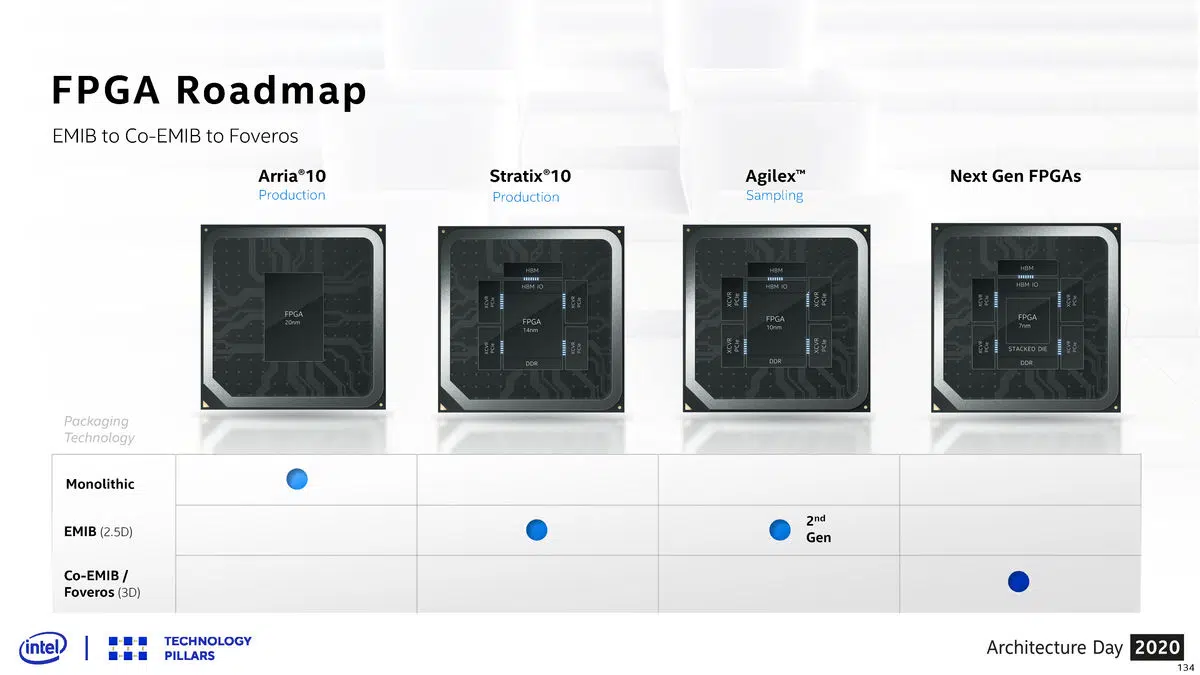 FPGA Roadmap
EMIB to Co-EMIB to Foveros
Arria®10
Production
Stratix®10
Production
Agilex™
Sampling
Next Gen FPGAs
FPGA
20nm
HBM
HBM IO
XCVR
PCIe
XCVR
PCIe
FPGA
14nm
XCVR
PCIe
XCVR
PCIe
DDR
HBM
HBM IO
XCVR
PCIe
XCVR
PCIe
FPGA
10nm
XCVR
PCIe
XCVR
PCIe
DDR
HBM
HBM IO
XCVR
PCIe
XCVR
PCIe
FPGA
7nm
XCVR
PCIe
XCVR
PCIe
STACKED DIE
DDR
Packaging
Technology
Monolithic
EMIB (2.5D)
2nd
Gen
Co-EMIB /
Foveros (3D)
intel
TECHNOLOGY
PILLARS
Architecture Day 2020
134